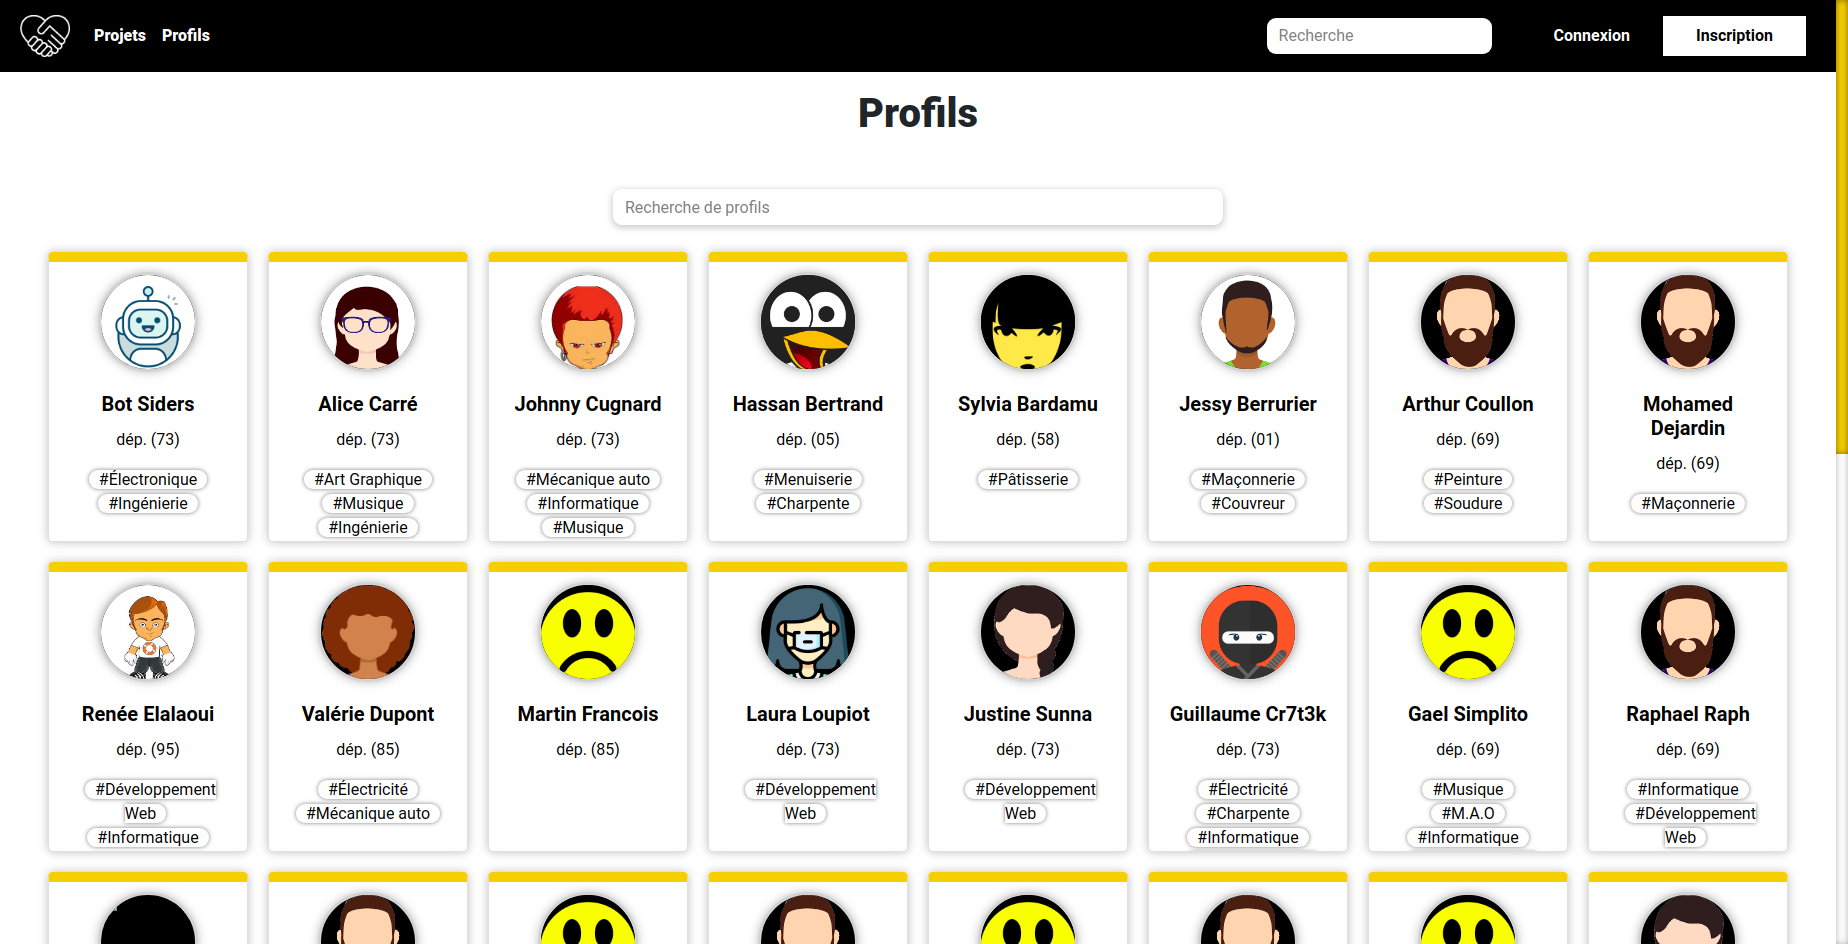 Projets Profils Recherche Connexion Inscription
Profils
Recherche de profils
Bot Siders
dép. (73)
#Électronique
#Ingénierie
Alice Carré
dép. (73)
#Art Graphique
#Musique
#Ingénierie
Johnny Cugnard
dép. (73)
#Mécanique auto
#Informatique
#Musique
Hassan Bertrand
dép. (05)
#Menuiserie
#Charpente
Sylvia Bardamu
dép. (58)
#Pâtisserie
Jessy Berrurier
dép. (01)
#Maçonnerie
#Couvreur
Arthur Coullon
dép. (69)
#Peinture
#Soudure
Mohamed
Dejardin
dép. (69)
#Maçonnerie
Renée Elalaoui
dép. (95)
#Développement
Web
#Informatique
Valérie Dupont
dép. (85)
#Électricité
#Mécanique auto
Martin Francois
dép. (85)
Laura Loupiot
dép. (73)
#Développement
Web
Justine Sunna
dép. (73)
#Développement
Web
Guillaume Cr7t3k
dép. (73)
#Électricité
#Charpente
#Informatique
Gael Simplito
dép. (69)
#Musique
#M.A.O
#Informatique
Raphael Raph
dép. (69)
#Informatique
#Développement
Web